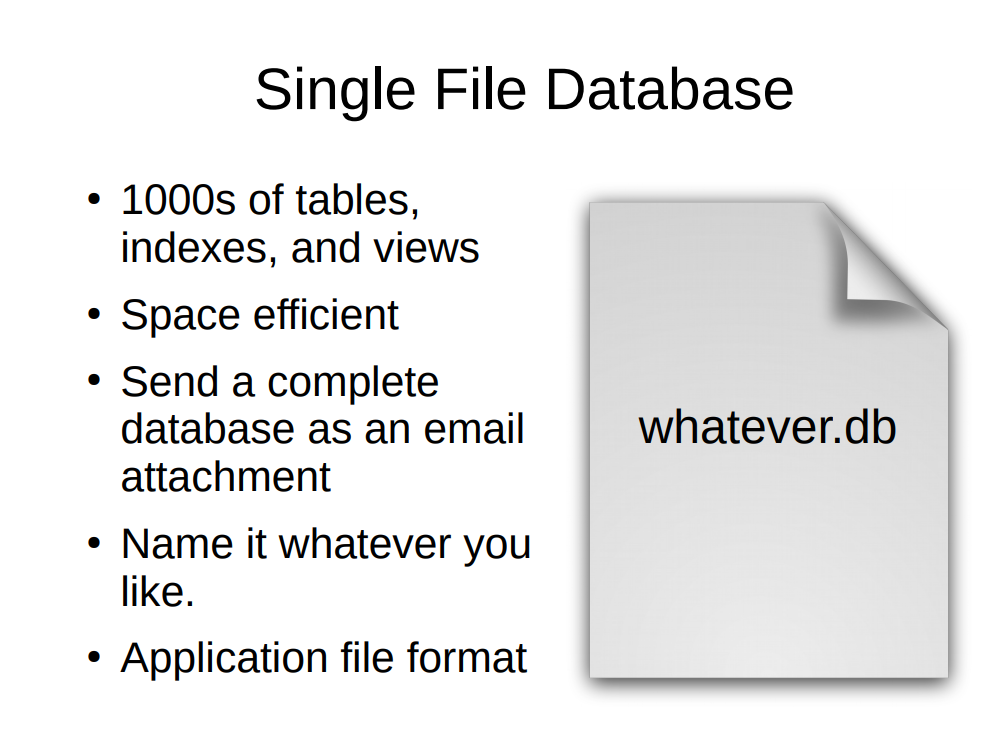 Single File Database
• 1000s of tables,
indexes, and views
• Space efficient
• Send a complete
database as an email
attachment
• Name it whatever you
like.
• Application file format
whatever.db